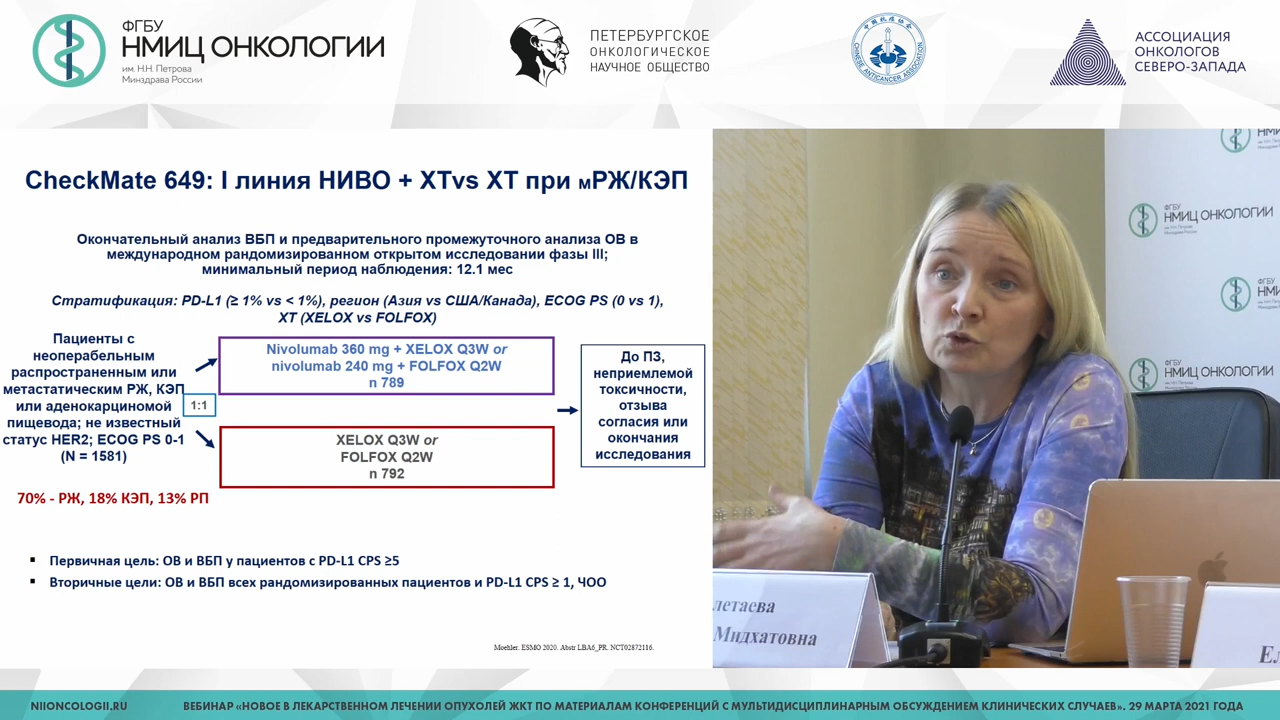 ФГБУ
НМИЦ ОНКОЛОГИИ
им. Н.Н. Петрова
Минздрава России
ПЕТЕРБУРГСКОЕ
ОНКОЛОГИЧЕСКОЕ
НАУЧНОЕ ОБЩЕСТВО
CHINESE ANTICANCER ASSOCIATION
АССОЦИАЦИЯ
ОНКОЛОГОВ
СЕВЕРО-ЗАПАДА
CheckMate 649: I линия НИВО + ХТvs ХТ при мРЖ/КЭП
Окончательный анализ ВБП и предварительного промежуточного анализа ОВ в
международном рандомизированном открытом исследовании фазы III;
минимальный период наблюдения: 12.1 мес
Стратификация: PD-L1 (≥ 1% vs < 1%), регион (Азия vs США/Канада), ECOG PS (0 vs 1),
ХТ (XELOX vs FOLFOX)
Пациенты с
неоперабельным
распространенным или
метастатическим РЖ, КЭП
или аденокарциномой
пищевода; не известный
статус HER2; ECOG PS 0-1
(N = 1581)
1:1
Nivolumab 360 mg + XELOX Q3W or
nivolumab 240 mg + FOLFOX Q2W
n 789
XELOX Q3W or
FOLFOX Q2W
n 792
До ПЗ,
неприемлемой
токсичности,
отзыва
согласия или
окончания
исследования
70% - РЖ, 18% КЭП, 13% РП
▪ Первичная цель: ОВ и ВБП у пациентов с PD-L1 CPS ≥5
▪ Вторичные цели: ОВ и ВБП всех рандомизированных пациентов и PD-L1 CPS ≥ 1, ЧОО
Moehler. ESMO 2020. Abstr LBA6_PR. NCT02872116.
ФГБУ
НМИЦ ОНКОЛОГИИ
ФГБУ
НМИЦ ОНКОЛОГИИ
летаева
Мидхатовна
Ел
NIIONCOLOGII.RU
ВЕБИНАР «НОВОЕ В ЛЕКАРСТВЕННОМ ЛЕЧЕНИИ ОПУХОЛЕЙ ЖКТ ПО МАТЕРИАЛАМ КОНФЕРЕНЦИЙ С МУЛЬТИДИСЦИПЛИНАРНЫМ ОБСУЖДЕНИЕМ КЛИНИЧЕСКИХ СЛУЧАЕВ». 29 МАРТА 2021 ГОДА